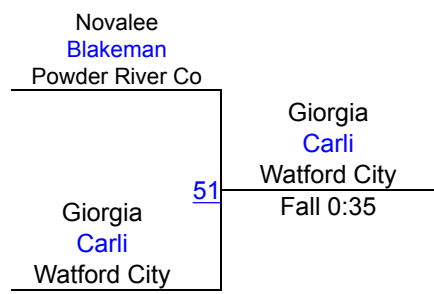 Novalee
Blakeman
Powder River Co
Giorgia
Carli
Watford City
51
Fall 0:35
Giorgia
Carli
Watford City